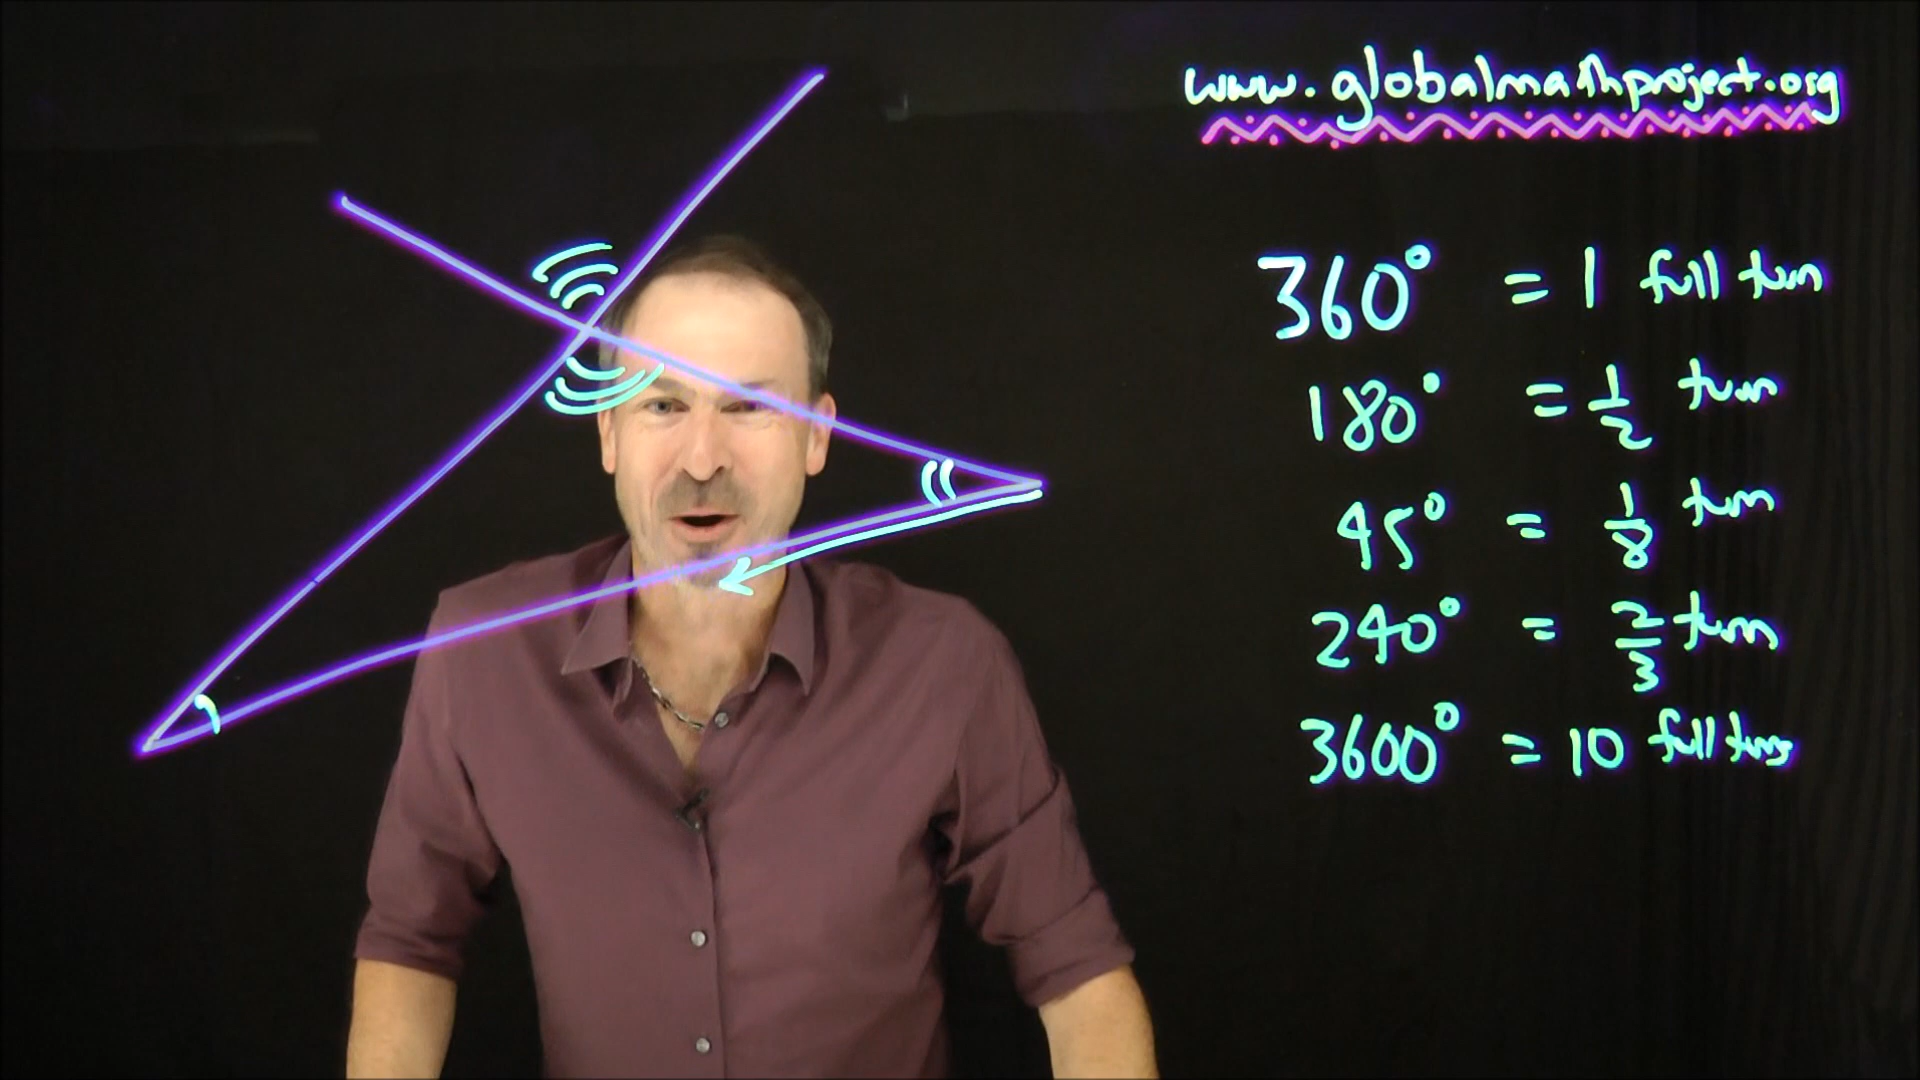 www.globalmathproject.org
360° = 1 full turn
180° = 1/2 turn
45° = 1/8 turn
240° = 2/3 turn
3600° = 10 full turns